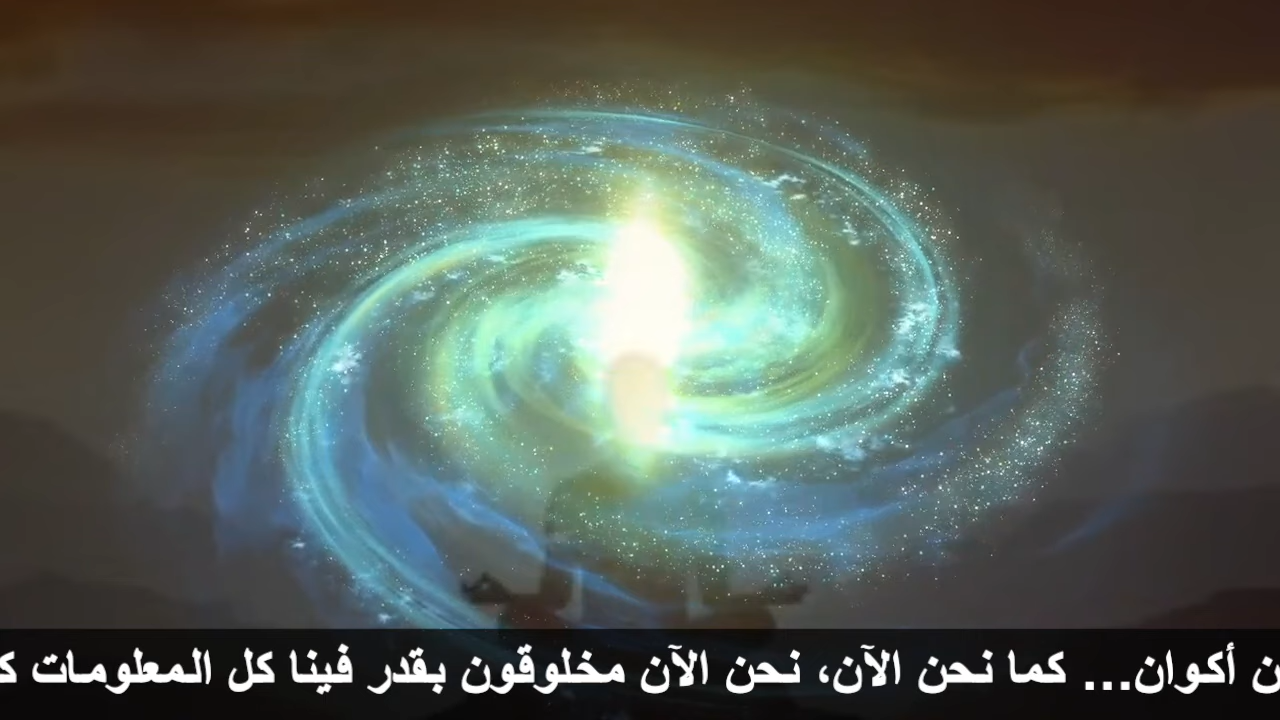 أكوان... كما نحن الآن، نحن الآن مخلوقون بقدر فينا كل المعلومات